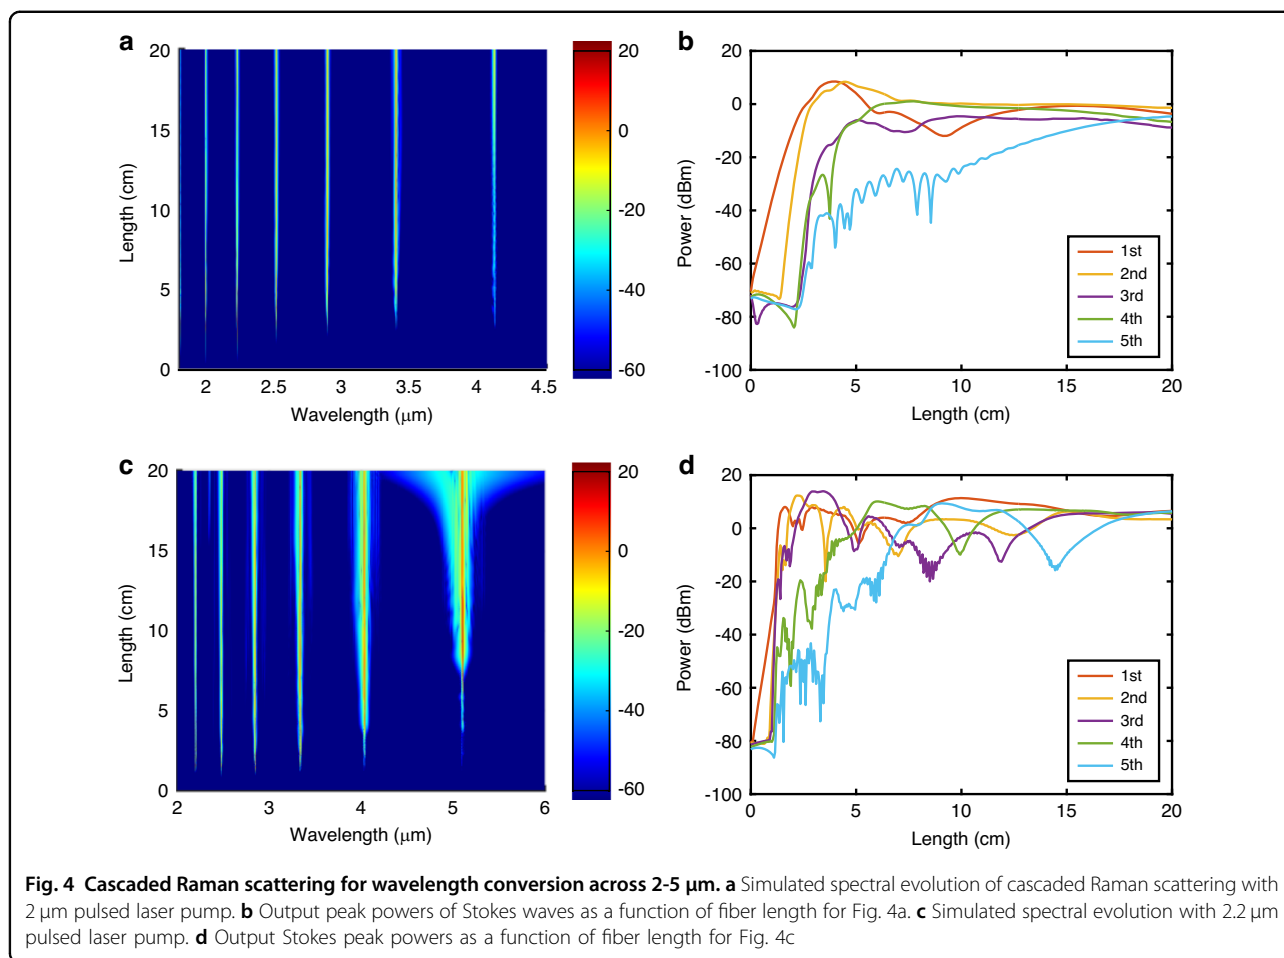 a
20
15
10
5
0
Length (cm)
2
2.5
3
3.5
4
4.5
Wavelength (μm)
20
0
-20
-40
-60
b
20
0
-20
-40
-60
-80
-100
Power (dBm)
0
5
10
15
20
Length (cm)
1st
2nd
3rd
4th
5th
c
20
15
10
5
0
Length (cm)
2
3
4
5
6
Wavelength (μm)
20
0
-20
-40
-60
d
20
0
-20
-40
-60
-80
-100
Power (dBm)
0
5
10
15
20
Length (cm)
1st
2nd
3rd
4th
5th
Fig. 4 Cascaded Raman scattering for wavelength conversion across 2-5 μm. a Simulated spectral evolution of cascaded Raman scattering with
2 μm pulsed laser pump. b Output peak powers of Stokes waves as a function of fiber length for Fig. 4a. c Simulated spectral evolution with 2.2 μm
pulsed laser pump. d Output Stokes peak powers as a function of fiber length for Fig. 4c